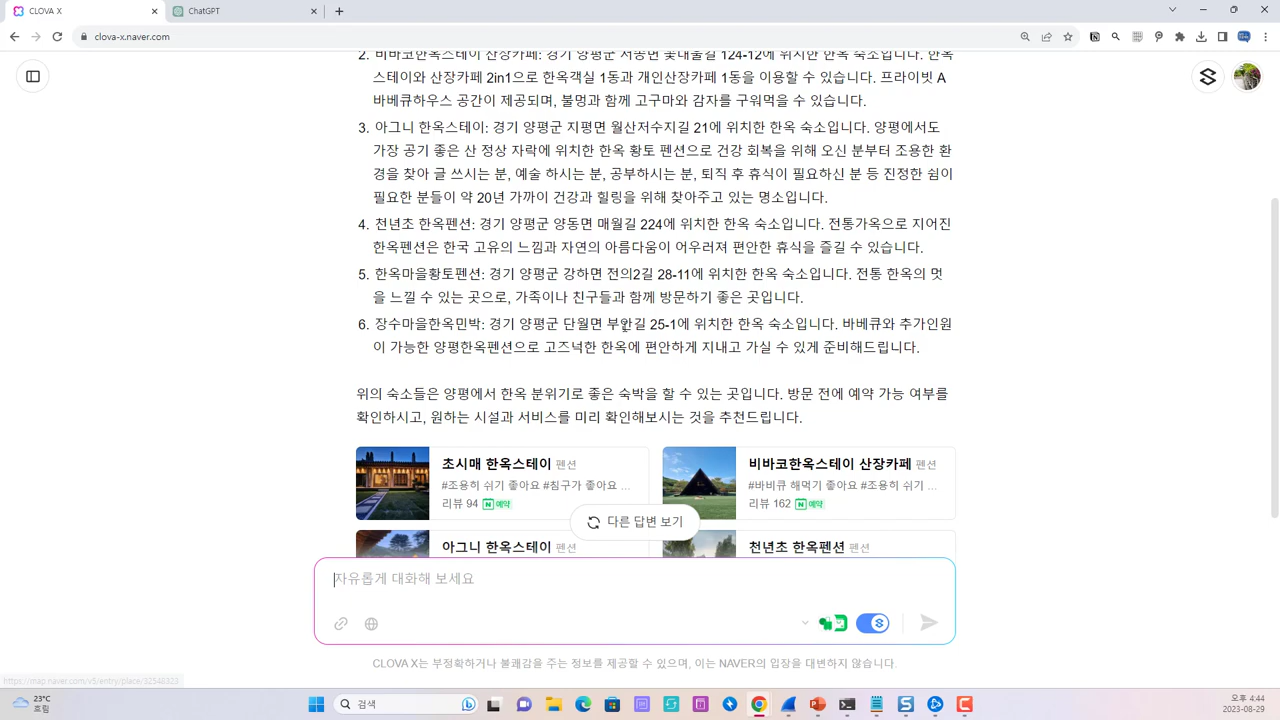 CLOVA X
ChatGPT
clova-x.naver.com
2. 비바코한옥스테이 산장카페: 경기 양평군 서종면 꽃대울길 124-12에 위치한 한옥 숙소입니다. 한옥
스테이와 산장카페 2in1으로 한옥객실 1동과 개인산장카페 1동을 이용할 수 있습니다. 프라이빗 A
바베큐하우스 공간이 제공되며, 불멍과 함께 고구마와 감자를 구워먹을 수 있습니다.
3. 아그니 한옥스테이: 경기 양평군 지평면 월산저수지길 21에 위치한 한옥 숙소입니다. 양평에서도
가장 공기 좋은 산 정상 자락에 위치한 한옥 황토 펜션으로 건강 회복을 위해 오신 분부터 조용한 환
경을 찾아 글 쓰시는 분, 예술 하시는 분, 공부하시는 분, 퇴직 후 휴식이 필요하신 분 등 진정한 쉼이
필요한 분들이 약 20년 가까이 건강과 힐링을 위해 찾아주고 있는 명소입니다.
4. 천년초 한옥펜션: 경기 양평군 양동면 매월길 224에 위치한 한옥 숙소입니다. 전통가옥으로 지어진
한옥펜션은 한국 고유의 느낌과 자연의 아름다움이 어우러져 편안한 휴식을 즐길 수 있습니다.
5. 한옥마을황토펜션: 경기 양평군 강하면 전의2길 28-11에 위치한 한옥 숙소입니다. 전통 한옥의 멋
을 느낄 수 있는 곳으로, 가족이나 친구들과 함께 방문하기 좋은 곳입니다.
6. 장수마을한옥민박: 경기 양평군 단월면 부안길 25-1에 위치한 한옥 숙소입니다. 바베큐와 추가인원
이 가능한 양평한옥펜션으로 고즈넉한 한옥에 편안하게 지내고 가실 수 있게 준비해드립니다.
위의 숙소들은 양평에서 한옥 분위기로 좋은 숙박을 할 수 있는 곳입니다. 방문 전에 예약 가능 여부를
확인하시고, 원하는 시설과 서비스를 미리 확인해보시는 것을 추천드립니다.
초시매 한옥스테이 펜션
#조용히 쉬기 좋아요 #침구가 좋아요 ...
리뷰 94 N 예약
비바코한옥스테이 산장카페 펜션
#바비큐 해먹기 좋아요 #조용히 쉬기 ...
리뷰 162 N 예약
다른 답변 보기
아그니 한옥스테이 펜션
천년초 한옥펜션 펜션
자유롭게 대화해 보세요
CLOVA X는 부정확하거나 불쾌감을 주는 정보를 제공할 수 있으며, 이는 NAVER의 입장을 대변하지 않습니다.
https://map.naver.com/v5/entry/place/32548323
23°C
흐림
검색
오후 4:44
2023-08-29